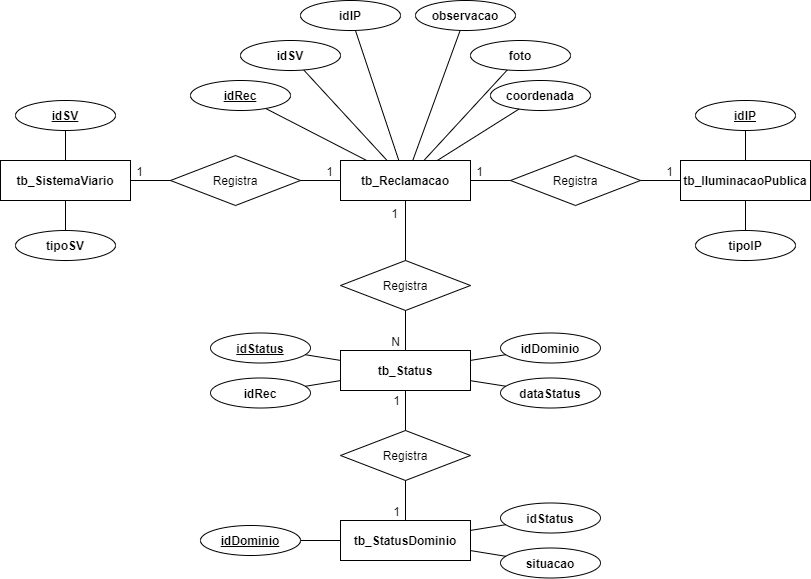 idIP
observacao
idSV
foto
idRec
coordenada
idSV
idIP
1
1
1
1
tb_SistemaViario
Registra
tb_Reclamacao
Registra
tb_IluminacaoPublica
1
tipoSV
tipoIP
Registra
N
idStatus
idDominio
tb_Status
idRec
dataStatus
1
Registra
1
idStatus
idDominio
tb_StatusDominio
situacao